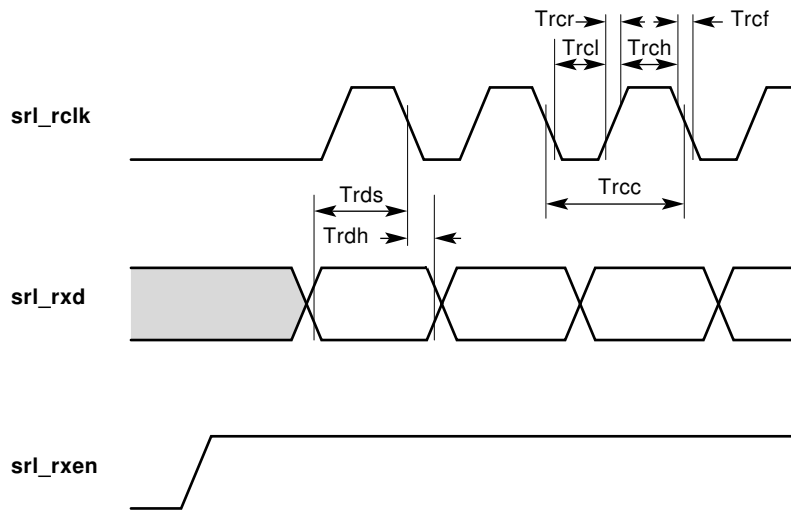 Trcr Trcf
Trcl Trch
srl_rclk
Trds Trcc
Trdh
srl_rxd
srl_rxen